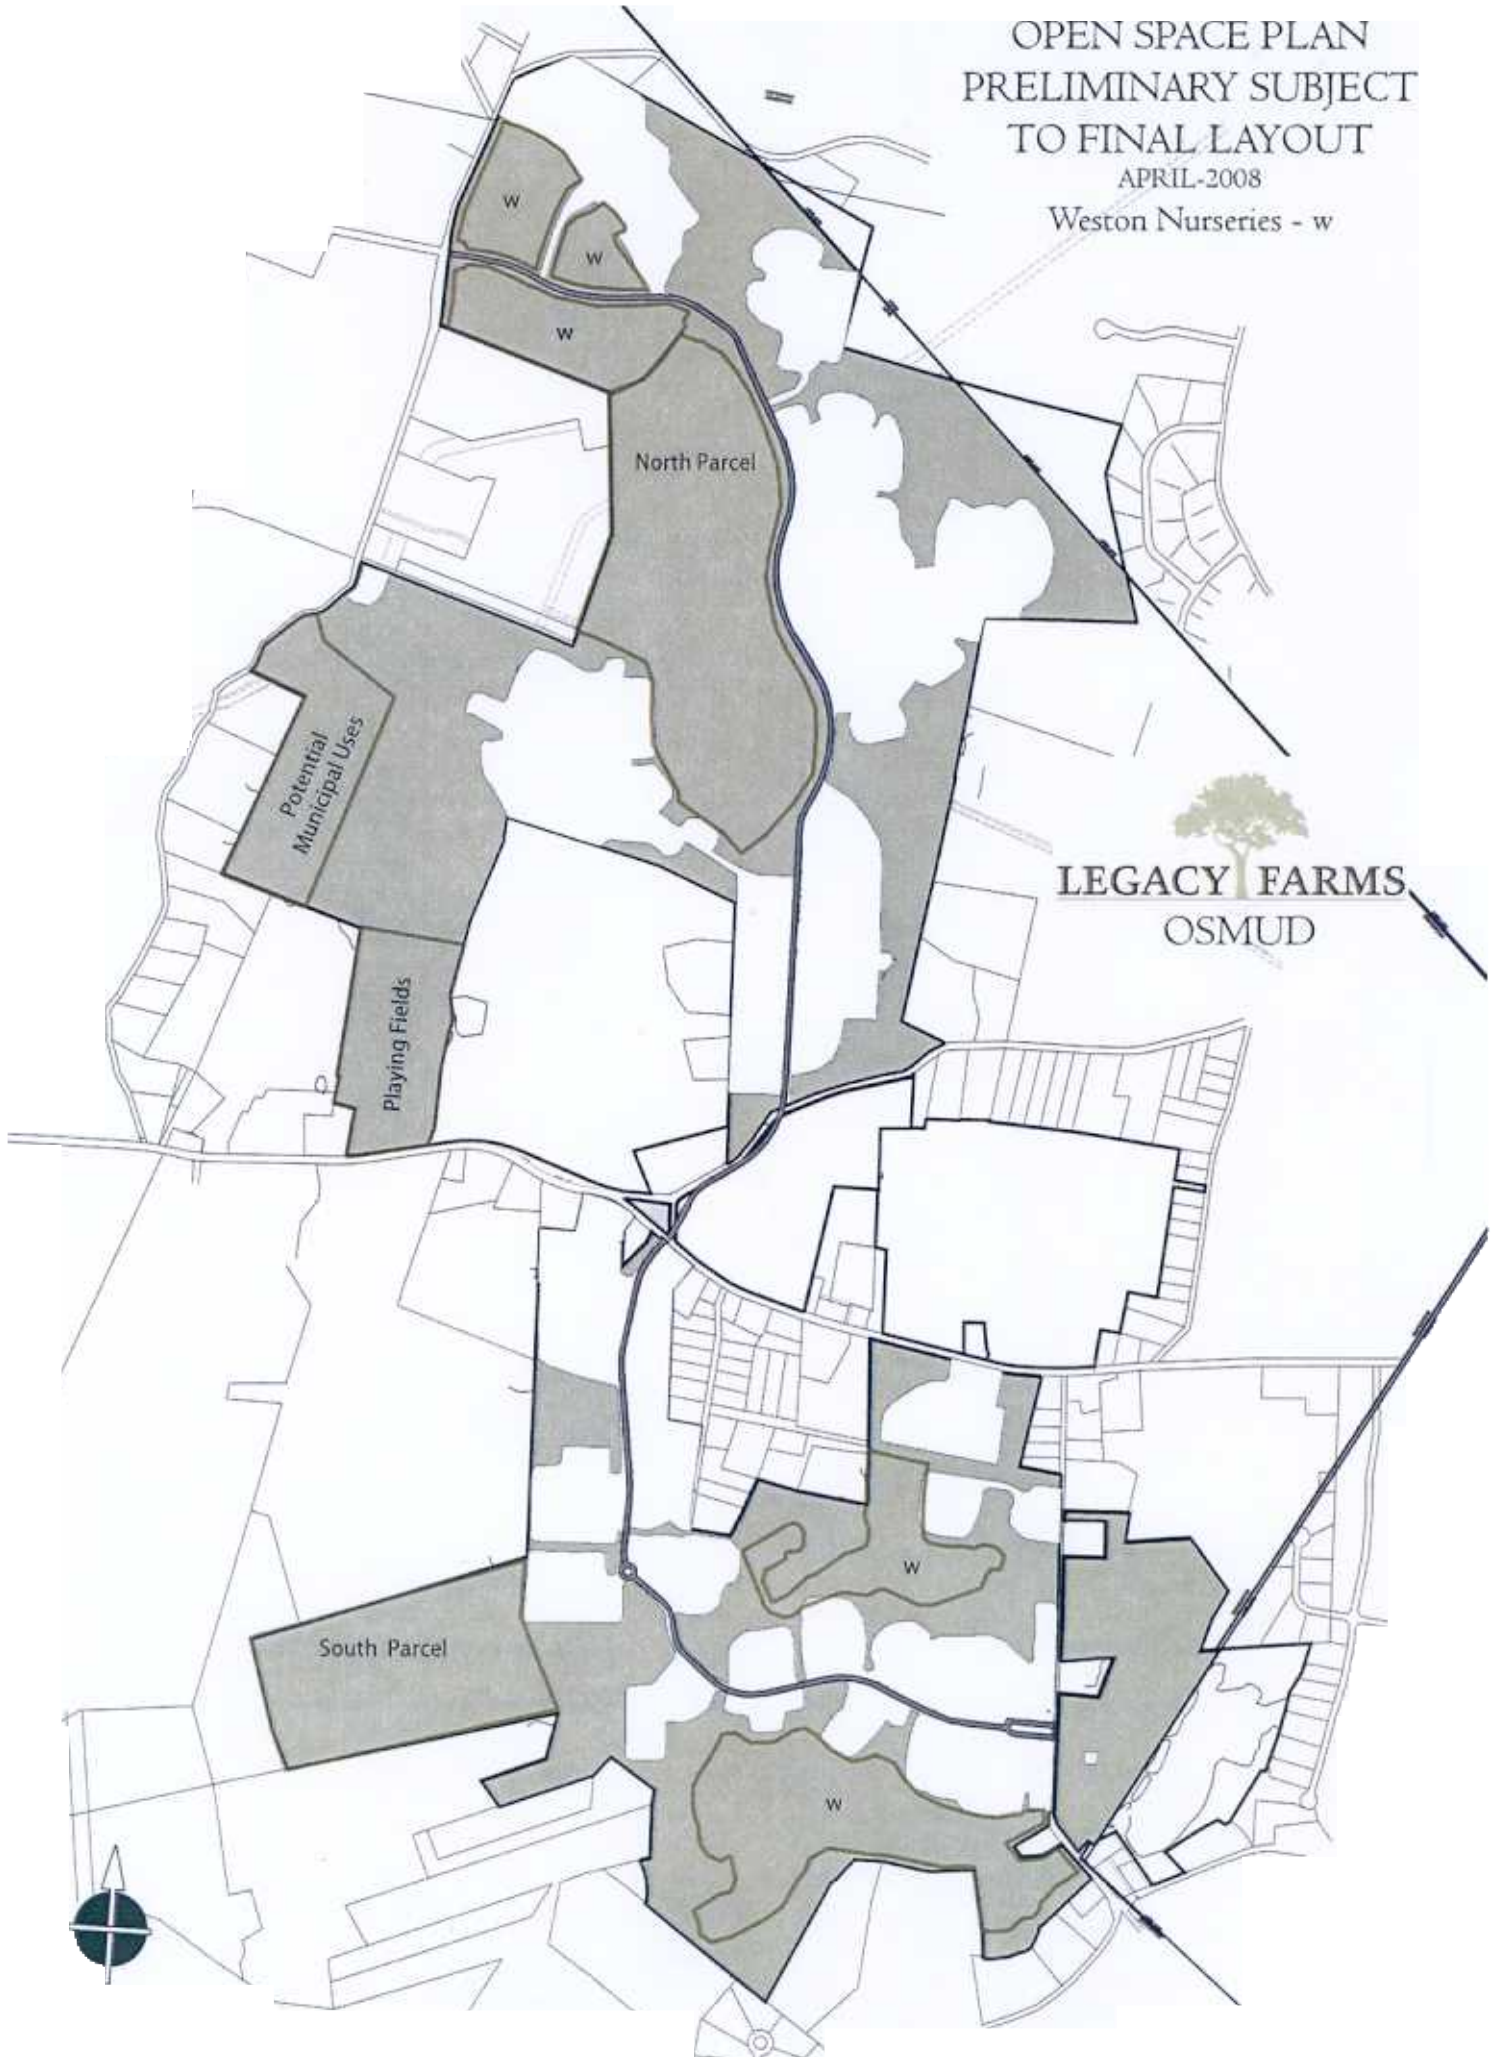 OPEN SPACE PLAN
PRELIMINARY SUBJECT
TO FINAL LAYOUT
APRIL-2008
Weston Nurseries - w
w
w
w
North Parcel
Potential
Municipal Uses
LEGACY FARMS
OSMUD
Playing Fields
w
South Parcel
w